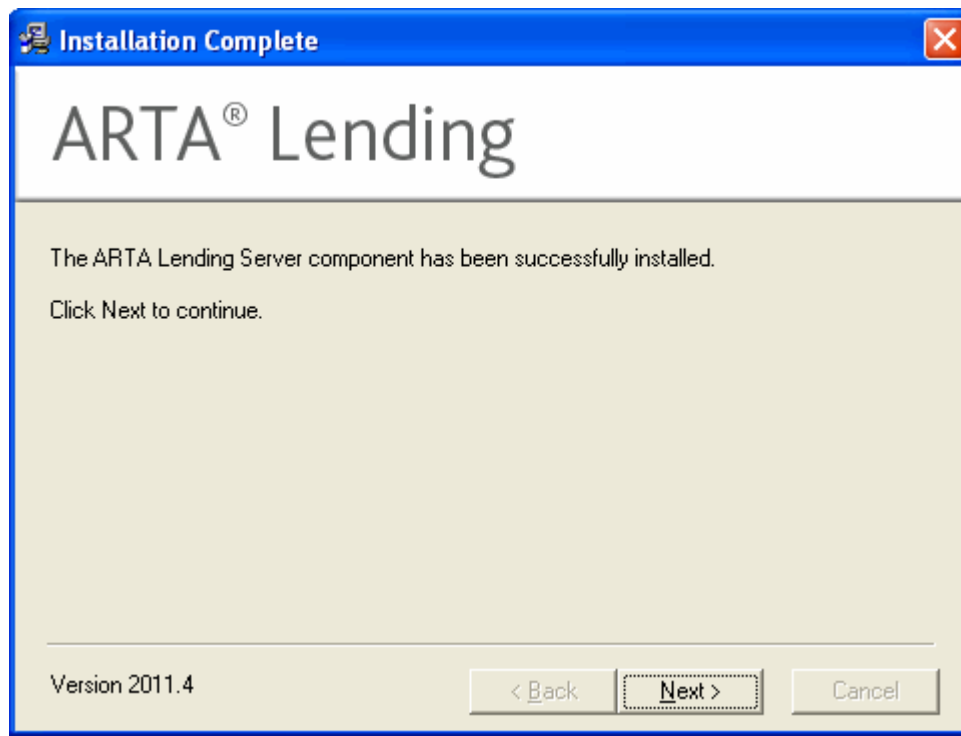 Installation Complete
ARTA® Lending
The ARTA Lending Server component has been successfully installed.
Click Next to continue.
Version 2011.4
< Back
Next >
Cancel